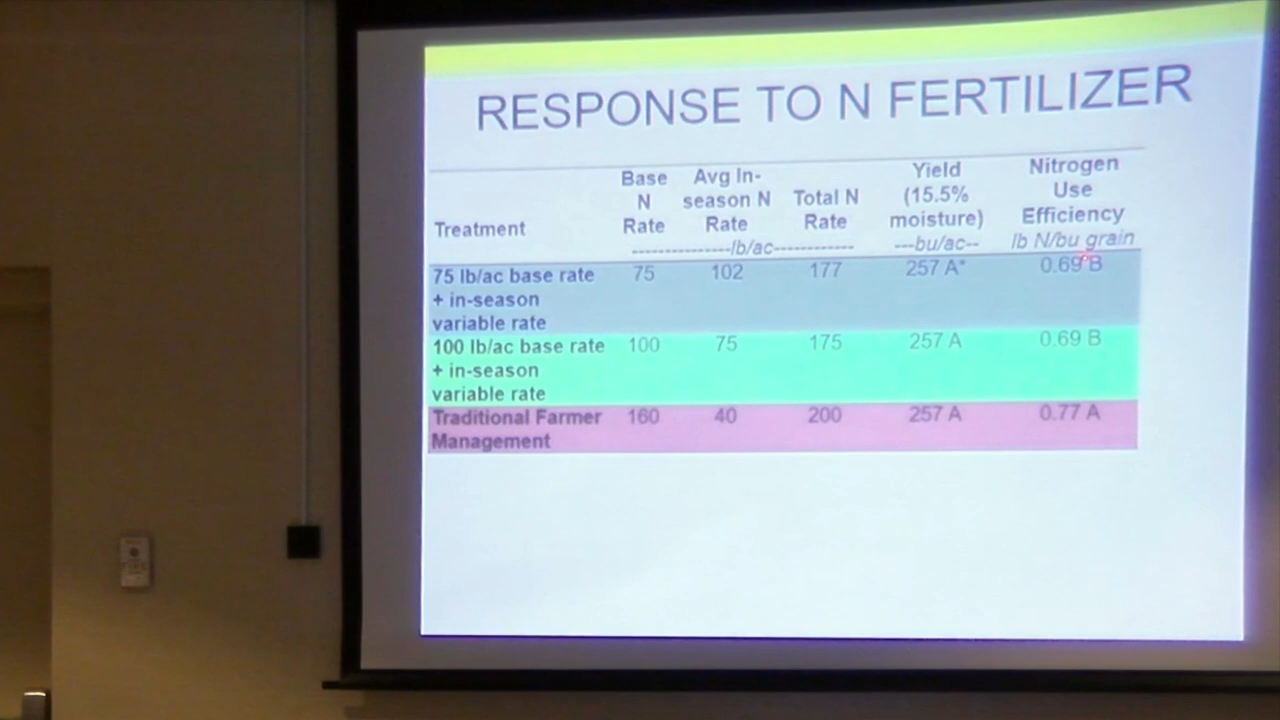 RESPONSE TO N FERTILIZER
Treatment
Base
N
Rate
Avg In-
season N
Rate
Total N
Rate
Yield
(15.5%
moisture)
Nitrogen
Use
Efficiency
---------------lb/ac------------
---bu/ac--
lb N/bu grain
75 lb/ac base rate 75 102 177 257 A* 0.69 B
+ in-season
variable rate
100 lb/ac base rate 100 75 175 257 A 0.69 B
+ in-season
variable rate
Traditional Farmer 160 40 200 257 A 0.77 A
Management